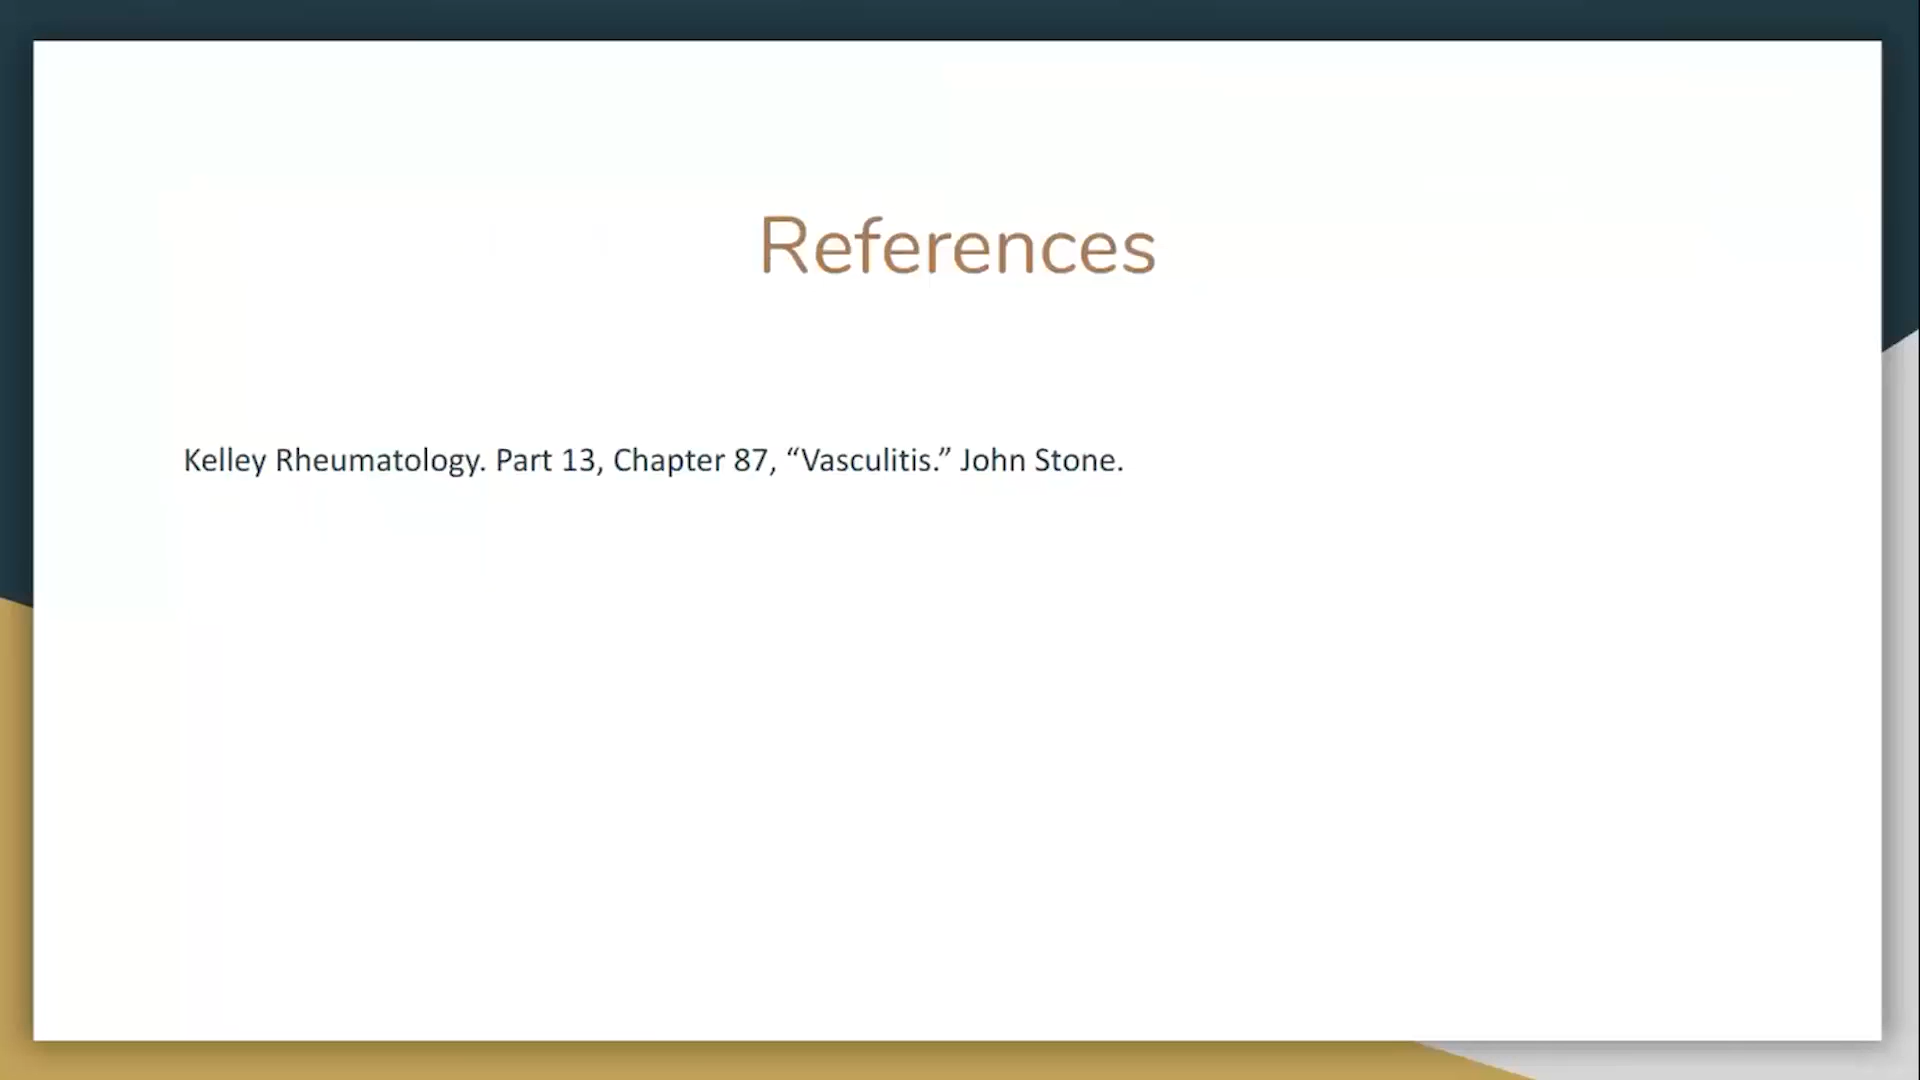 References
Kelley Rheumatology. Part 13, Chapter 87, “Vasculitis.” John Stone.